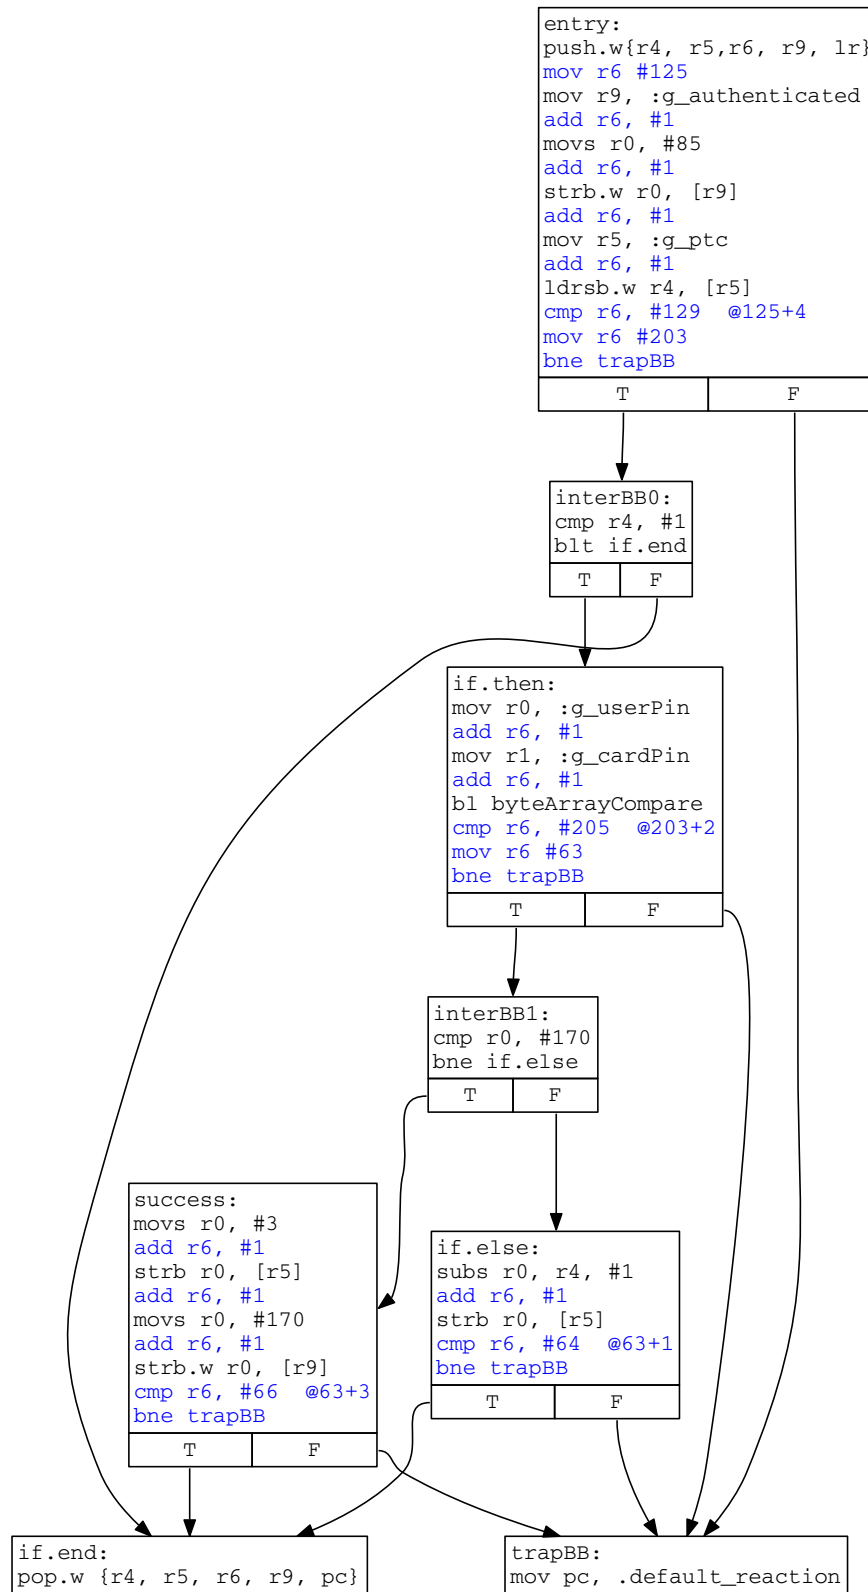 entry:
push.w{r4, r5,r6, r9, lr}
mov r6 #125
mov r9, :g_authenticated
add r6, #1
movs r0, #85
add r6, #1
strb.w r0, [r9]
add r6, #1
mov r5, :g_ptc
add r6, #1
ldrsb.w r4, [r5]
cmp r6, #129  @125+4
mov r6 #203
bne trapBB
T F
interBB0:
cmp r4, #1
blt if.end
T F
if.then:
mov r0, :g_userPin
add r6, #1
mov r1, :g_cardPin
add r6, #1
bl byteArrayCompare
cmp r6, #205  @203+2
mov r6 #63
bne trapBB
T F
interBB1:
cmp r0, #170
bne if.else
T F
success:
movs r0, #3
add r6, #1
strb r0, [r5]
add r6, #1
movs r0, #170
add r6, #1
strb.w r0, [r9]
cmp r6, #66  @63+3
bne trapBB
T F
if.else:
subs r0, r4, #1
add r6, #1
strb r0, [r5]
cmp r6, #64  @63+1
bne trapBB
T F
if.end:
pop.w {r4, r5, r6, r9, pc}
trapBB:
mov pc, .default_reaction